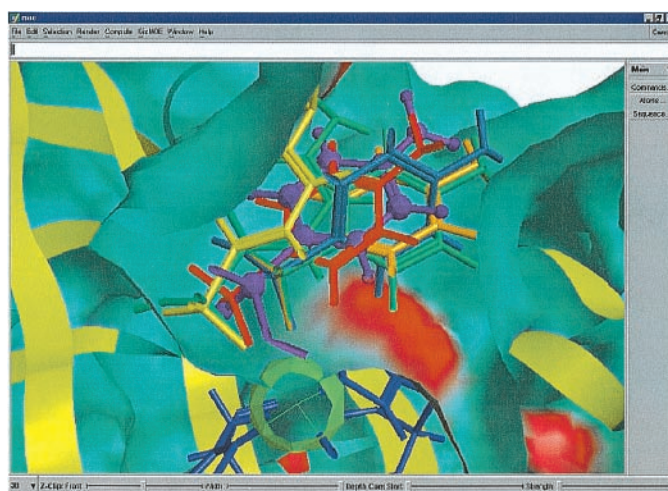 moe
File Edit Selection Render Compute BioMOE Window Help
Main
Commands...
Atoms...
Sequence...
Z-Clip: Front Width Depth Cue: Start Strength